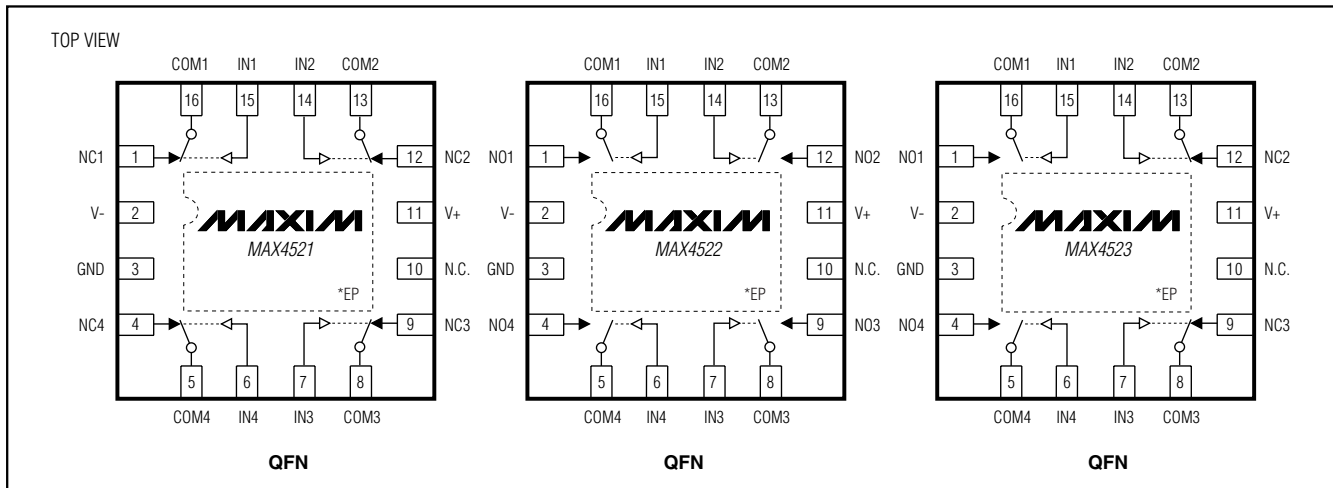 TOP VIEW
COM1 IN1 IN2 COM2
16 15 14 13
NC1 1 12 NC2
V- 2 11 V+
MAXIM
MAX4521
GND 3 10 N.C.
*EP
NC4 4 9 NC3
5 6 7 8
COM4 IN4 IN3 COM3
QFN
COM1 IN1 IN2 COM2
16 15 14 13
NO1 1 12 NO2
V- 2 11 V+
MAXIM
MAX4522
GND 3 10 N.C.
*EP
NO4 4 9 NO3
5 6 7 8
COM4 IN4 IN3 COM3
QFN
COM1 IN1 IN2 COM2
16 15 14 13
NO1 1 12 NC2
V- 2 11 V+
MAXIM
MAX4523
GND 3 10 N.C.
*EP
NO4 4 9 NC3
5 6 7 8
COM4 IN4 IN3 COM3
QFN